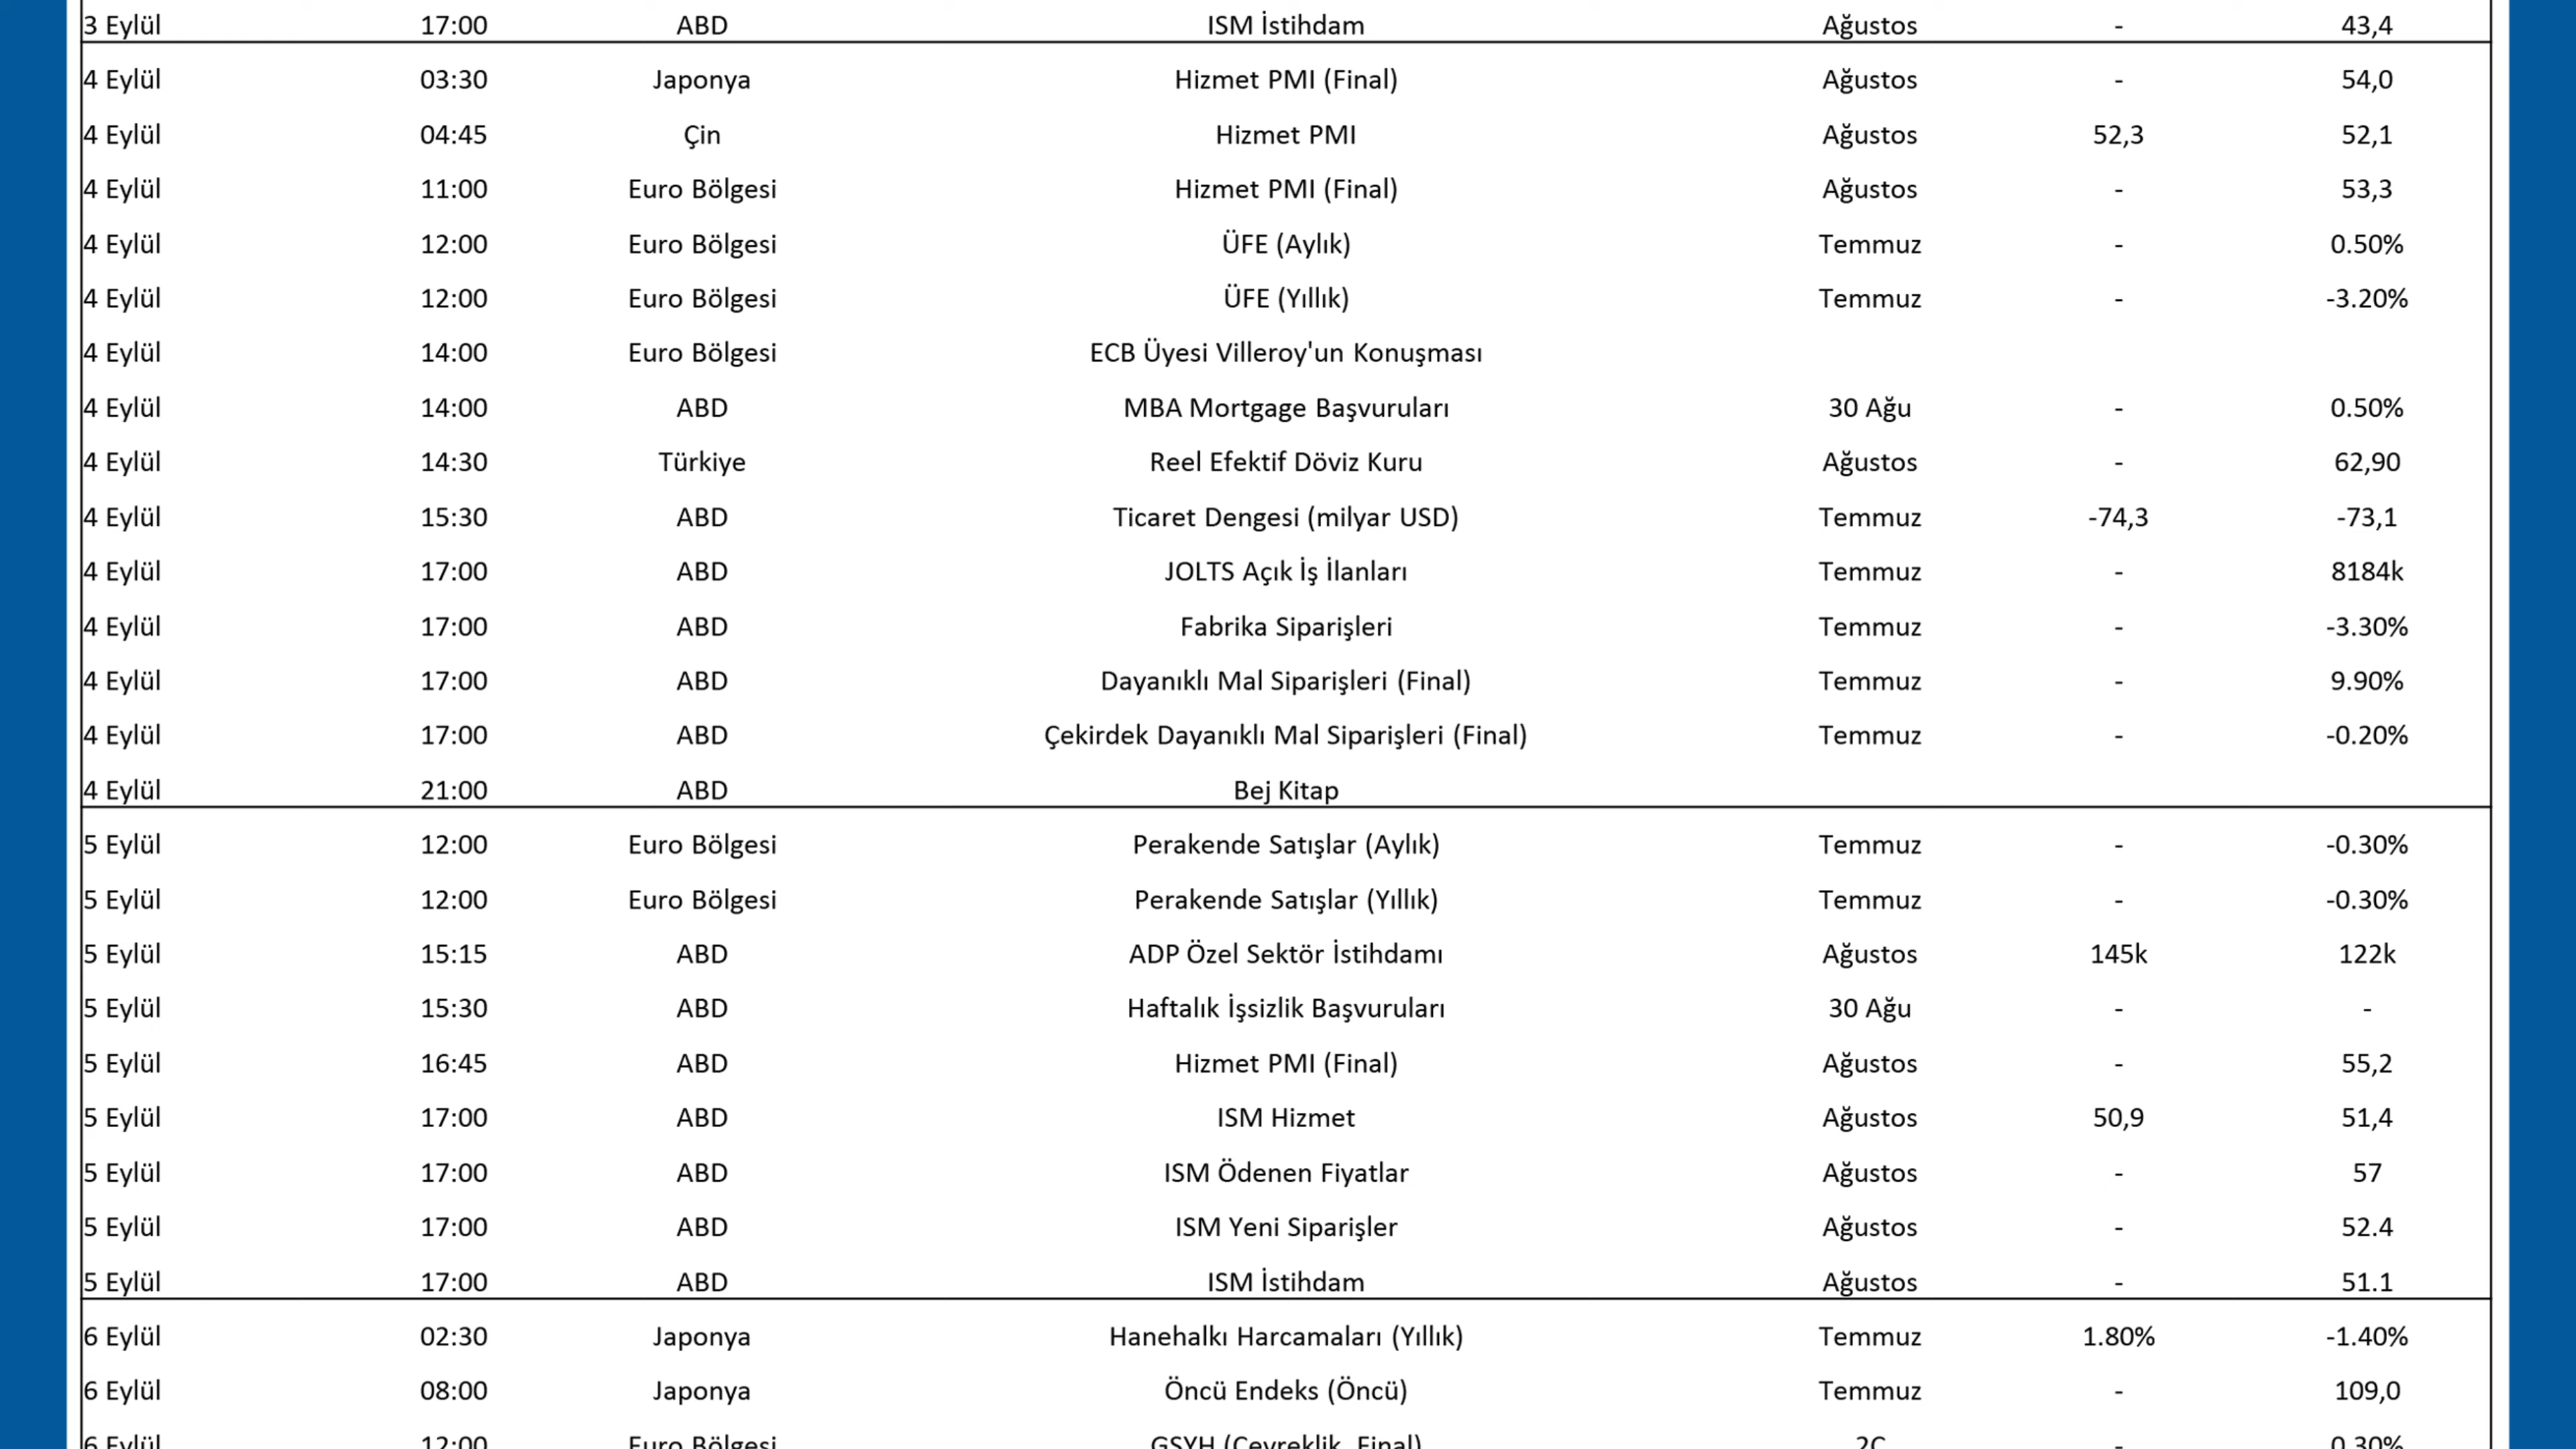 3 Eylül 17:00 ABD ISM İstihdam Ağustos - 43,4
4 Eylül 03:30 Japonya Hizmet PMI (Final) Ağustos - 54,0
4 Eylül 04:45 Çin Hizmet PMI Ağustos 52,3 52,1
4 Eylül 11:00 Euro Bölgesi Hizmet PMI (Final) Ağustos - 53,3
4 Eylül 12:00 Euro Bölgesi ÜFE (Aylık) Temmuz - 0.50%
4 Eylül 12:00 Euro Bölgesi ÜFE (Yıllık) Temmuz - -3.20%
4 Eylül 14:00 Euro Bölgesi ECB Üyesi Villeroy'un Konuşması
4 Eylül 14:00 ABD MBA Mortgage Başvuruları 30 Ağu - 0.50%
4 Eylül 14:30 Türkiye Reel Efektif Döviz Kuru Ağustos - 62,90
4 Eylül 15:30 ABD Ticaret Dengesi (milyar USD) Temmuz -74,3 -73,1
4 Eylül 17:00 ABD JOLTS Açık İş İlanları Temmuz - 8184k
4 Eylül 17:00 ABD Fabrika Siparişleri Temmuz - -3.30%
4 Eylül 17:00 ABD Dayanıklı Mal Siparişleri (Final) Temmuz - 9.90%
4 Eylül 17:00 ABD Çekirdek Dayanıklı Mal Siparişleri (Final) Temmuz - -0.20%
4 Eylül 21:00 ABD Bej Kitap
5 Eylül 12:00 Euro Bölgesi Perakende Satışlar (Aylık) Temmuz - -0.30%
5 Eylül 12:00 Euro Bölgesi Perakende Satışlar (Yıllık) Temmuz - -0.30%
5 Eylül 15:15 ABD ADP Özel Sektör İstihdamı Ağustos 145k 122k
5 Eylül 15:30 ABD Haftalık İşsizlik Başvuruları 30 Ağu - -
5 Eylül 16:45 ABD Hizmet PMI (Final) Ağustos - 55,2
5 Eylül 17:00 ABD ISM Hizmet Ağustos 50,9 51,4
5 Eylül 17:00 ABD ISM Ödenen Fiyatlar Ağustos - 57
5 Eylül 17:00 ABD ISM Yeni Siparişler Ağustos - 52.4
5 Eylül 17:00 ABD ISM İstihdam Ağustos - 51.1
6 Eylül 02:30 Japonya Hanehalkı Harcamaları (Yıllık) Temmuz 1.80% -1.40%
6 Eylül 08:00 Japonya Öncü Endeks (Öncü) Temmuz - 109,0
6 Eylül 12:00 Euro Bölgesi GSYH (Çeyreklik, Final) 2Ç - 0.30%